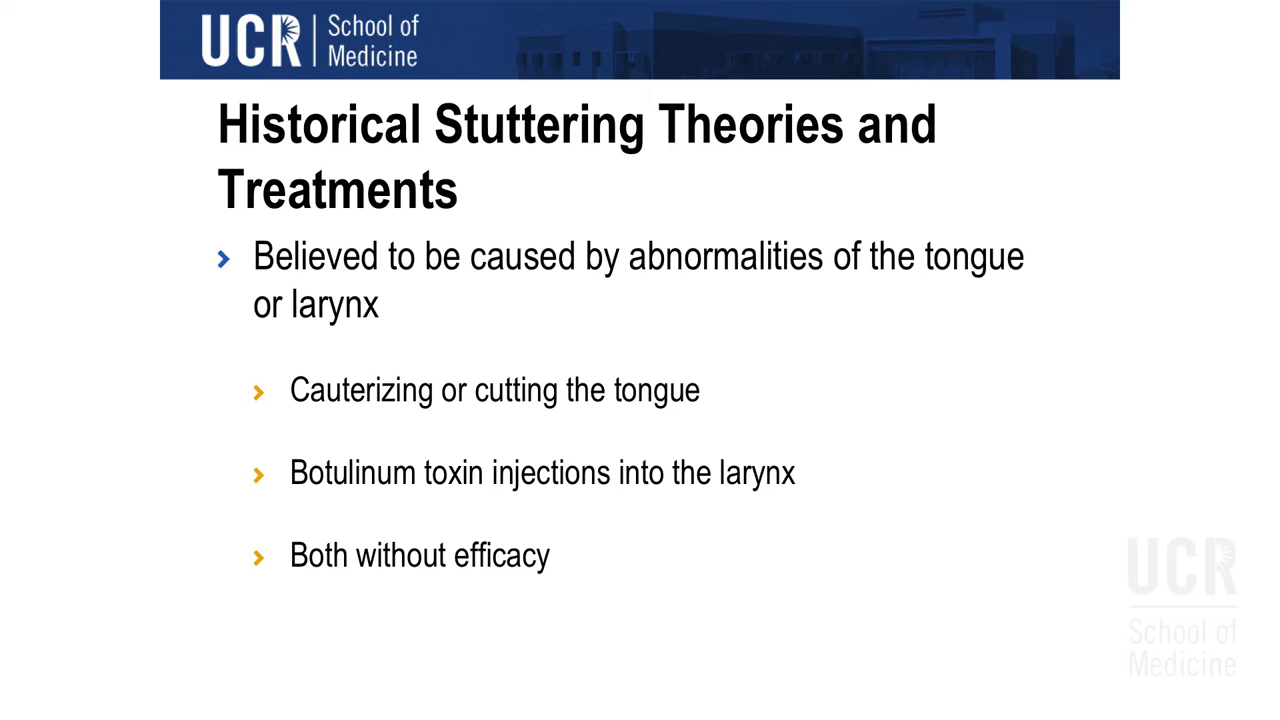 UCR School of
Medicine
Historical Stuttering Theories and
Treatments
Believed to be caused by abnormalities of the tongue
or larynx
Cauterizing or cutting the tongue
Botulinum toxin injections into the larynx
Both without efficacy
UCR
School of
Medicine